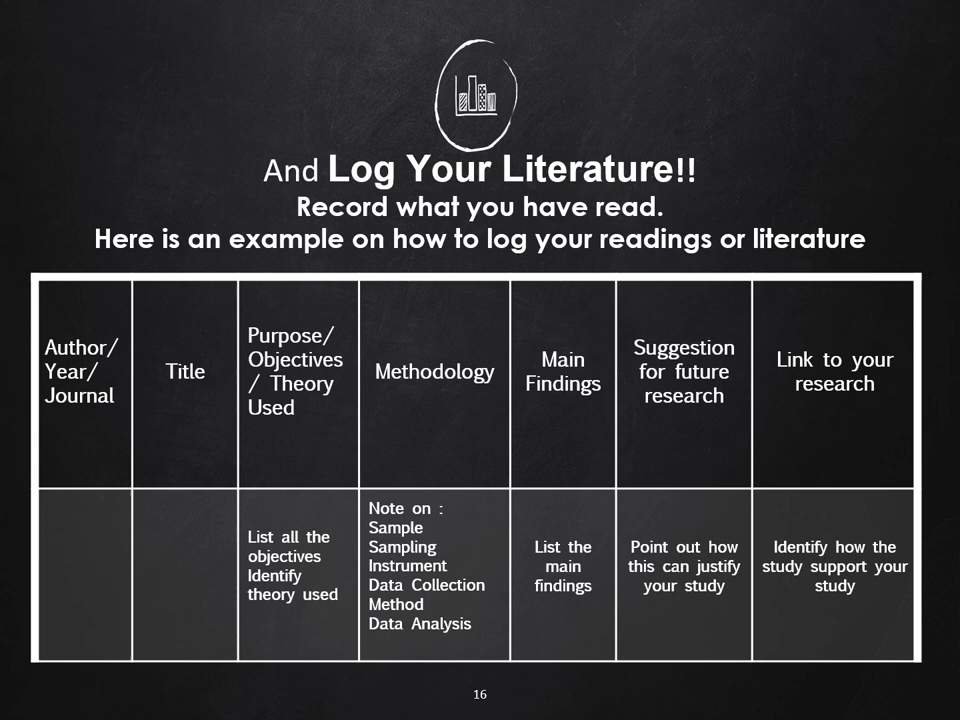 And Log Your Literature!!
Record what you have read.
Here is an example on how to log your readings or literature
Author/
Year/
Journal
Title
Purpose/
Objectives
/ Theory
Used
Methodology
Main
Findings
Suggestion
for future
research
Link to your
research
List all the
objectives
Identify
theory used
Note on :
Sample
Sampling
Instrument
Data Collection
Method
Data Analysis
List the
main
findings
Point out how
this can justify
your study
Identify how the
study support your
study
16